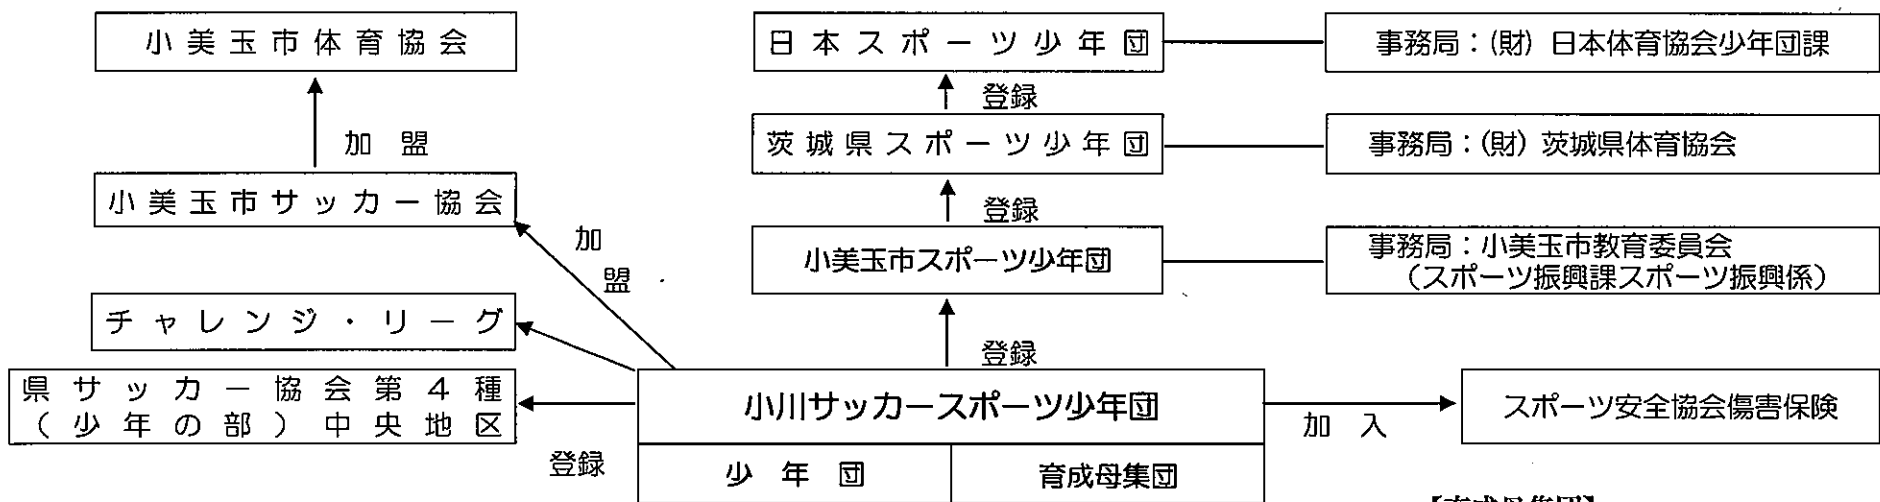 小美玉市体育協会
日本スポーツ少年団
事務局：(財) 日本体育協会少年団課
登録
加盟
茨城県スポーツ少年団
事務局：(財) 茨城県体育協会
小美玉市サッカー協会
登録
加
盟
小美玉市スポーツ少年団
事務局：小美玉市教育委員会
（スポーツ振興課スポーツ振興係）
チャレンジ・リーグ
登録
県サッカー協会第４種
（少年の部）中央地区
小川サッカースポーツ少年団
加入
スポーツ安全協会傷害保険
登録
少年団
育成母集団
【育成母集団】